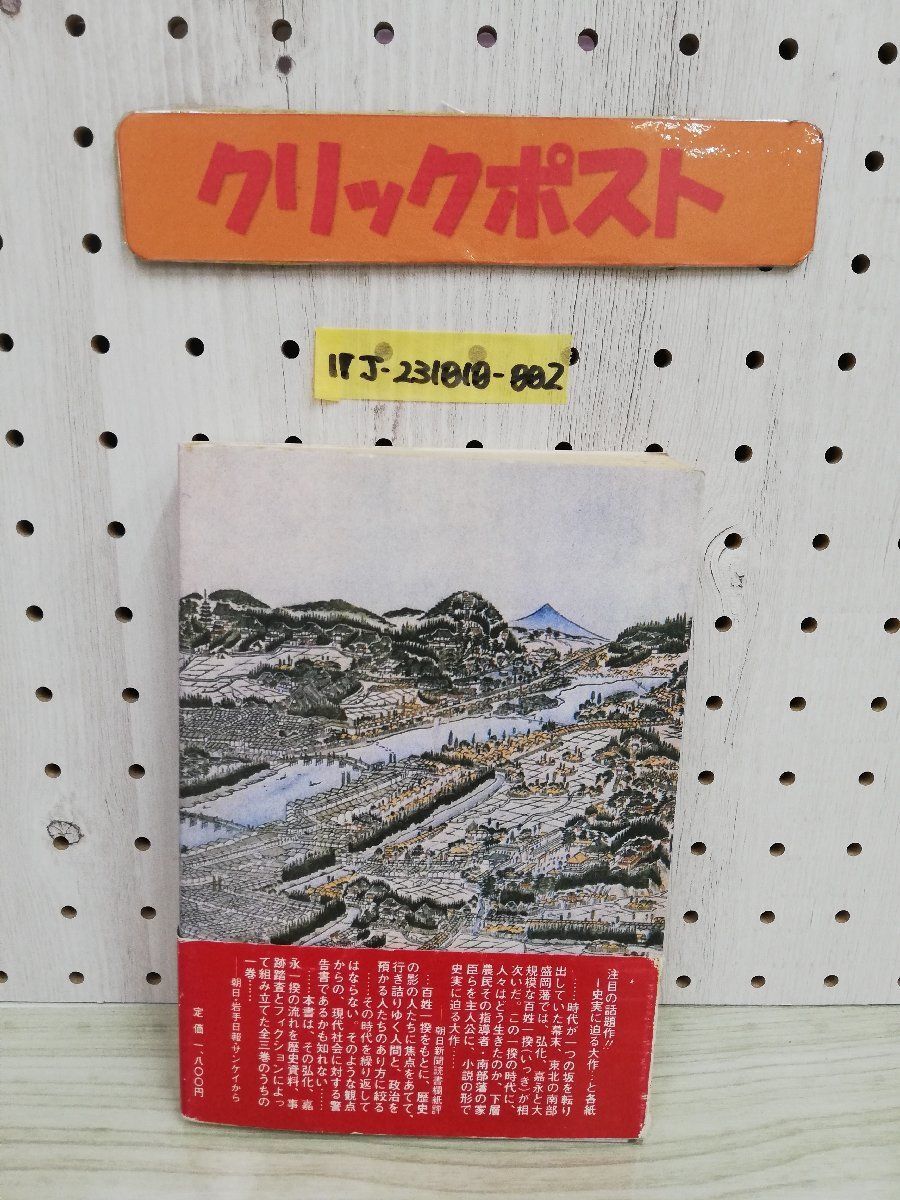 クリックポスト
1▼J-231010-002
注目の話題作!!
―史実に迫る大作…と各紙
……時代が一つの坂を転り
出していた幕末、東北の南部
盛岡藩では、弘化、嘉永と大
規模な百姓一揆(いっき)が相
次いだ。この一揆の時代に、
人々はどう生きたのか、下層
農民その指導者、南部藩の家
臣らを主人公に、小説の形で
史実に迫る大作……
―朝日新聞読書欄紙評
…百姓一揆をもとに、歴史
の影の人たちに焦点をあてて、
行き詰りゆく人間と、政治を
預かる人たちのあり方に絞る
……その時代を繰り返して
はならない。そのような観点
からの、現代社会に対する警
告書であるかも知れない、……
……本書は、その弘化、嘉
永一揆の流れを歴史資料、事
跡踏査とフィクションによっ
て組み立てた全三巻のうちの
一巻……
―朝日・岩手日報・サンケイから
定価 一、八〇〇円